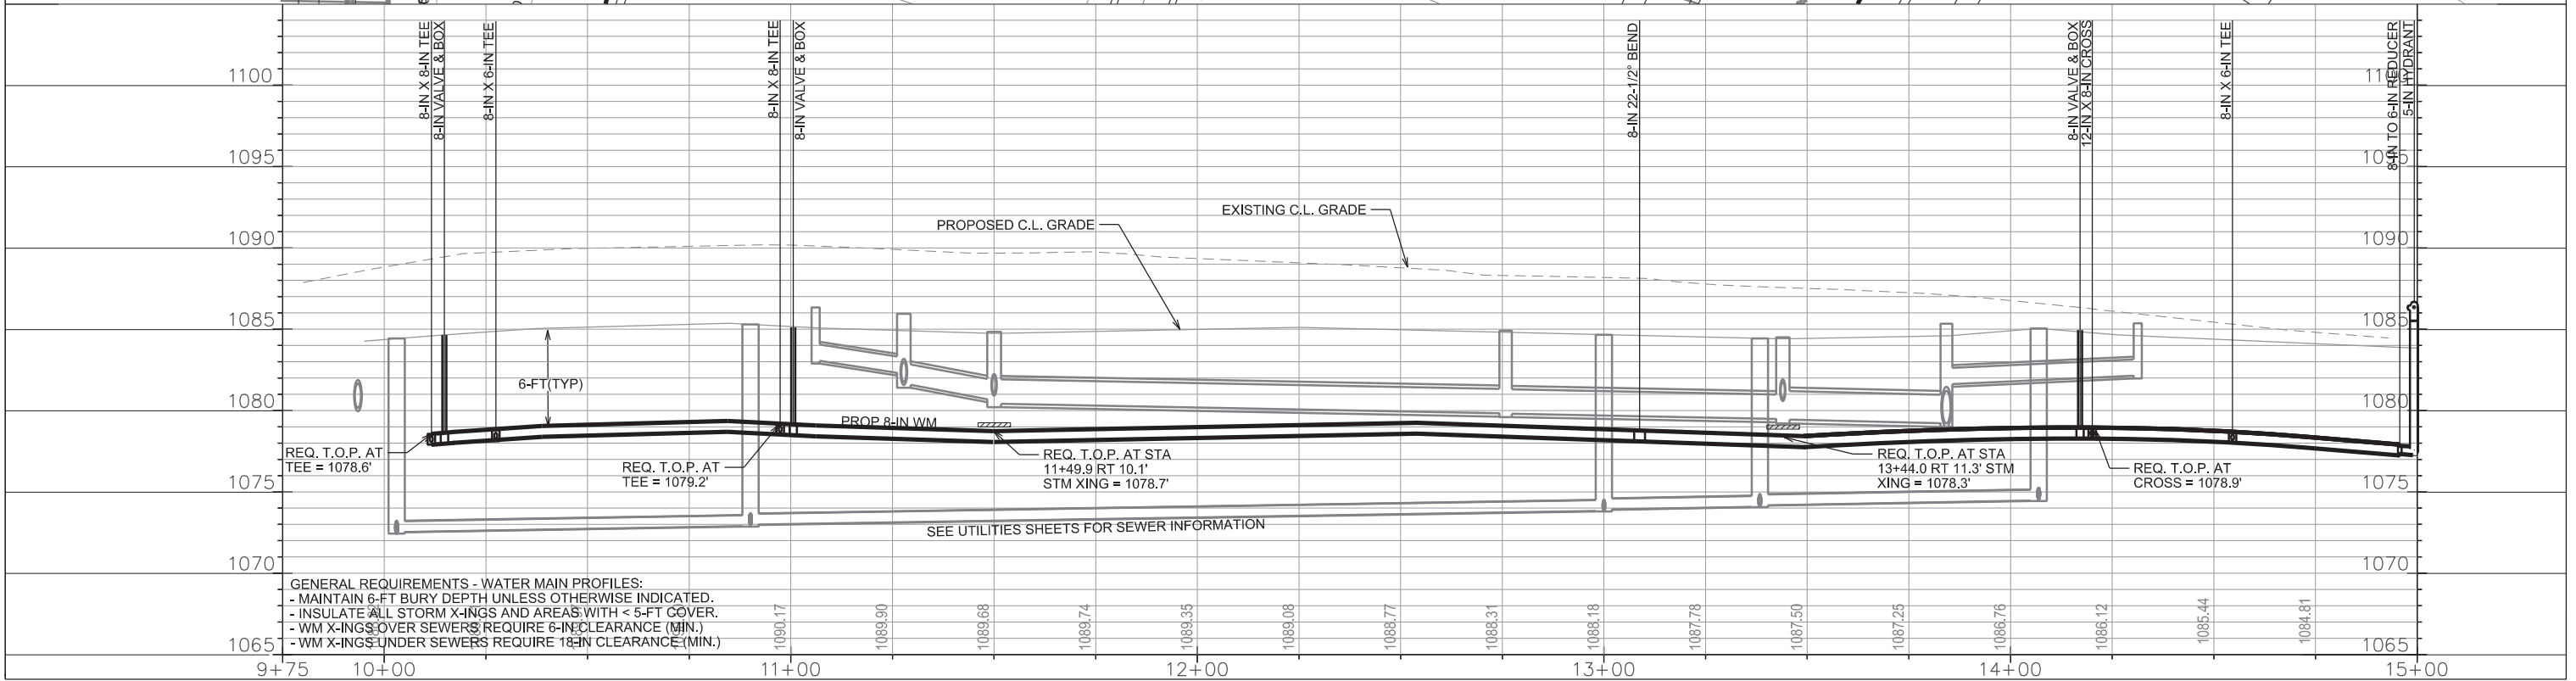 8-IN X 8-IN TEE
8-IN VALVE & BOX
8-IN X 6-IN TEE
8-IN X 8-IN TEE
8-IN VALVE & BOX
8-IN 22-1/2° BEND
8-IN VALVE & BOX
12-IN X 8-IN CROSS
8-IN X 6-IN TEE
8-IN TO 6-IN REDUCER
5-IN HYDRANT
1100
1095
1095
1090
1090
EXISTING C.L. GRADE
PROPOSED C.L. GRADE
1085
1085
6-FT(TYP)
1080
1080
PROP 8-IN WM
REQ. T.O.P. AT
TEE = 1078.6'
REQ. T.O.P. AT
TEE = 1079.2'
REQ. T.O.P. AT STA
11+49.9 RT 10.1'
STM XING = 1078.7'
REQ. T.O.P. AT STA
13+44.0 RT 11.3' STM
XING = 1078.3'
REQ. T.O.P. AT
CROSS = 1078.9'
1075
1075
SEE UTILITIES SHEETS FOR SEWER INFORMATION
1070
1070
GENERAL REQUIREMENTS - WATER MAIN PROFILES:
- MAINTAIN 6-FT BURY DEPTH UNLESS OTHERWISE INDICATED.
- INSULATE ALL STORM X-INGS AND AREAS WITH < 5-FT COVER.
- WM X-INGS OVER SEWERS REQUIRE 6-IN CLEARANCE (MIN.)
- WM X-INGS UNDER SEWERS REQUIRE 18-IN CLEARANCE (MIN.)
1090.17
1089.90
1089.68
1089.74
1089.35
1089.08
1088.77
1088.31
1088.18
1087.78
1087.50
1087.25
1086.76
1086.12
1085.44
1084.81
1065
1065
9+75
10+00
11+00
12+00
13+00
14+00
15+00